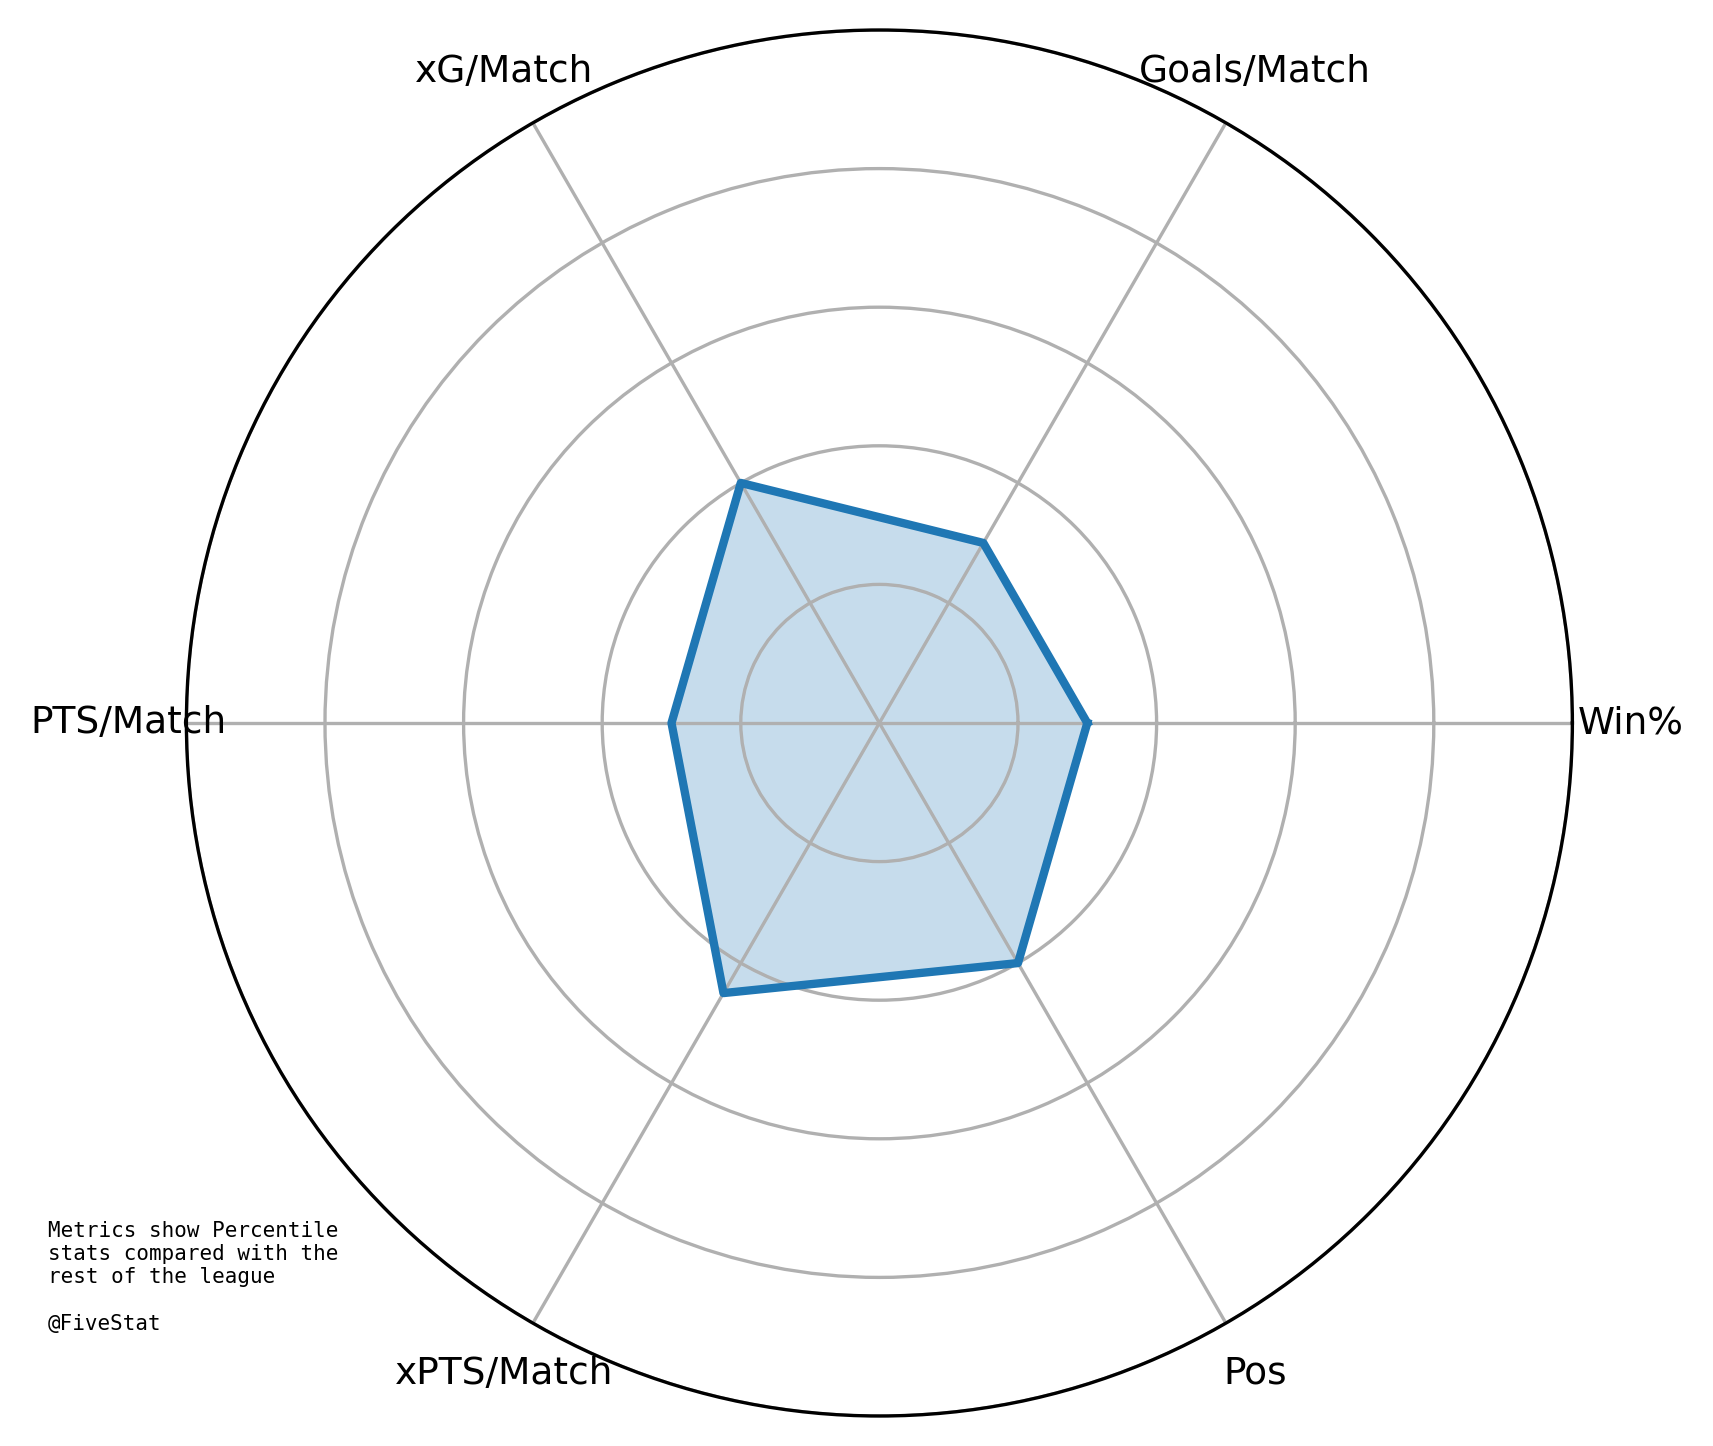 xG/Match
Goals/Match
PTS/Match
Win%
Metrics show Percentile
stats compared with the
rest of the league
@FiveStat
xPTS/Match
Pos